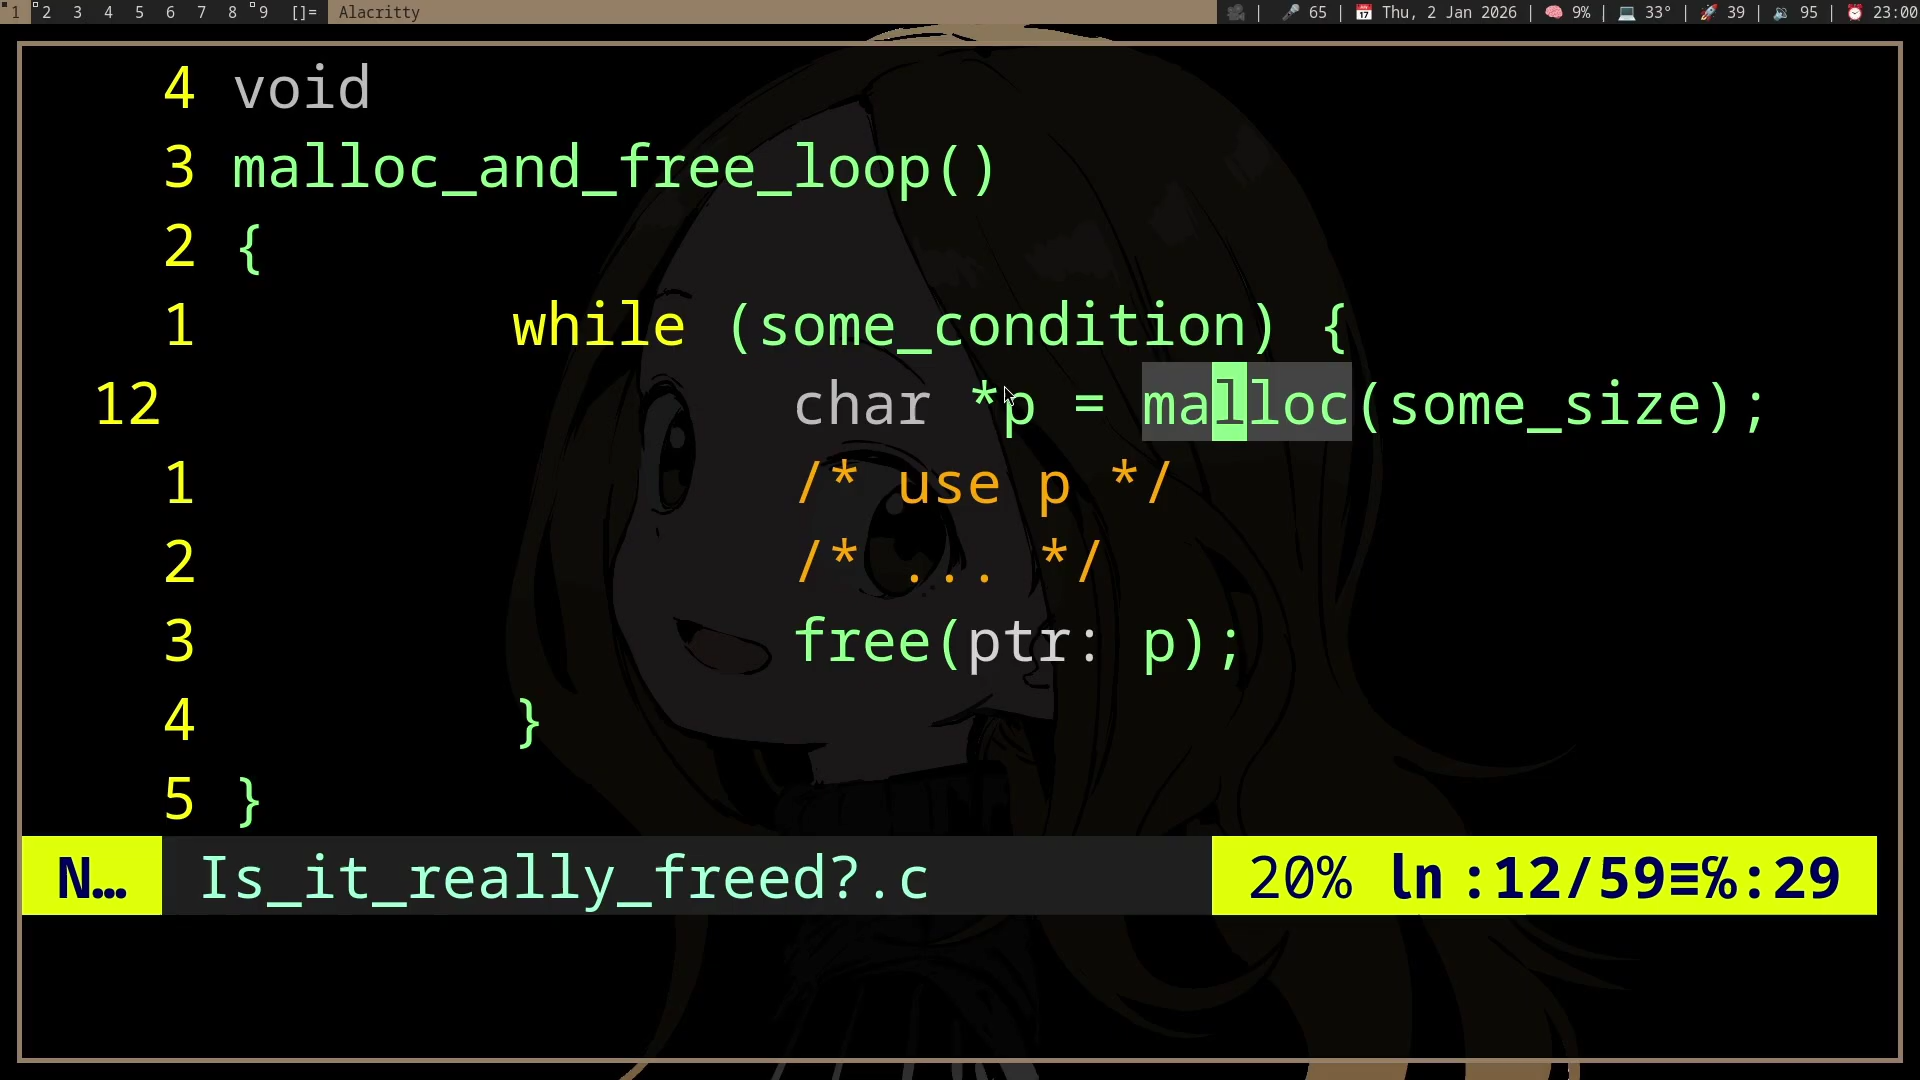 1 2 3 4 5 6 7 8 9 []= Alacritty 65 | Thu, 2 Jan 2026 | 9% | 33° | 39 | 95 | 23:00
4 void
3 malloc_and_free_loop()
2 {
1 while (some_condition) {
12 char *p = malloc(some_size);
1 /* use p */
2 /* ... */
3 free(ptr: p);
4 }
5 }
N… Is_it_really_freed?.c 20% ln :12/59≡℅:29